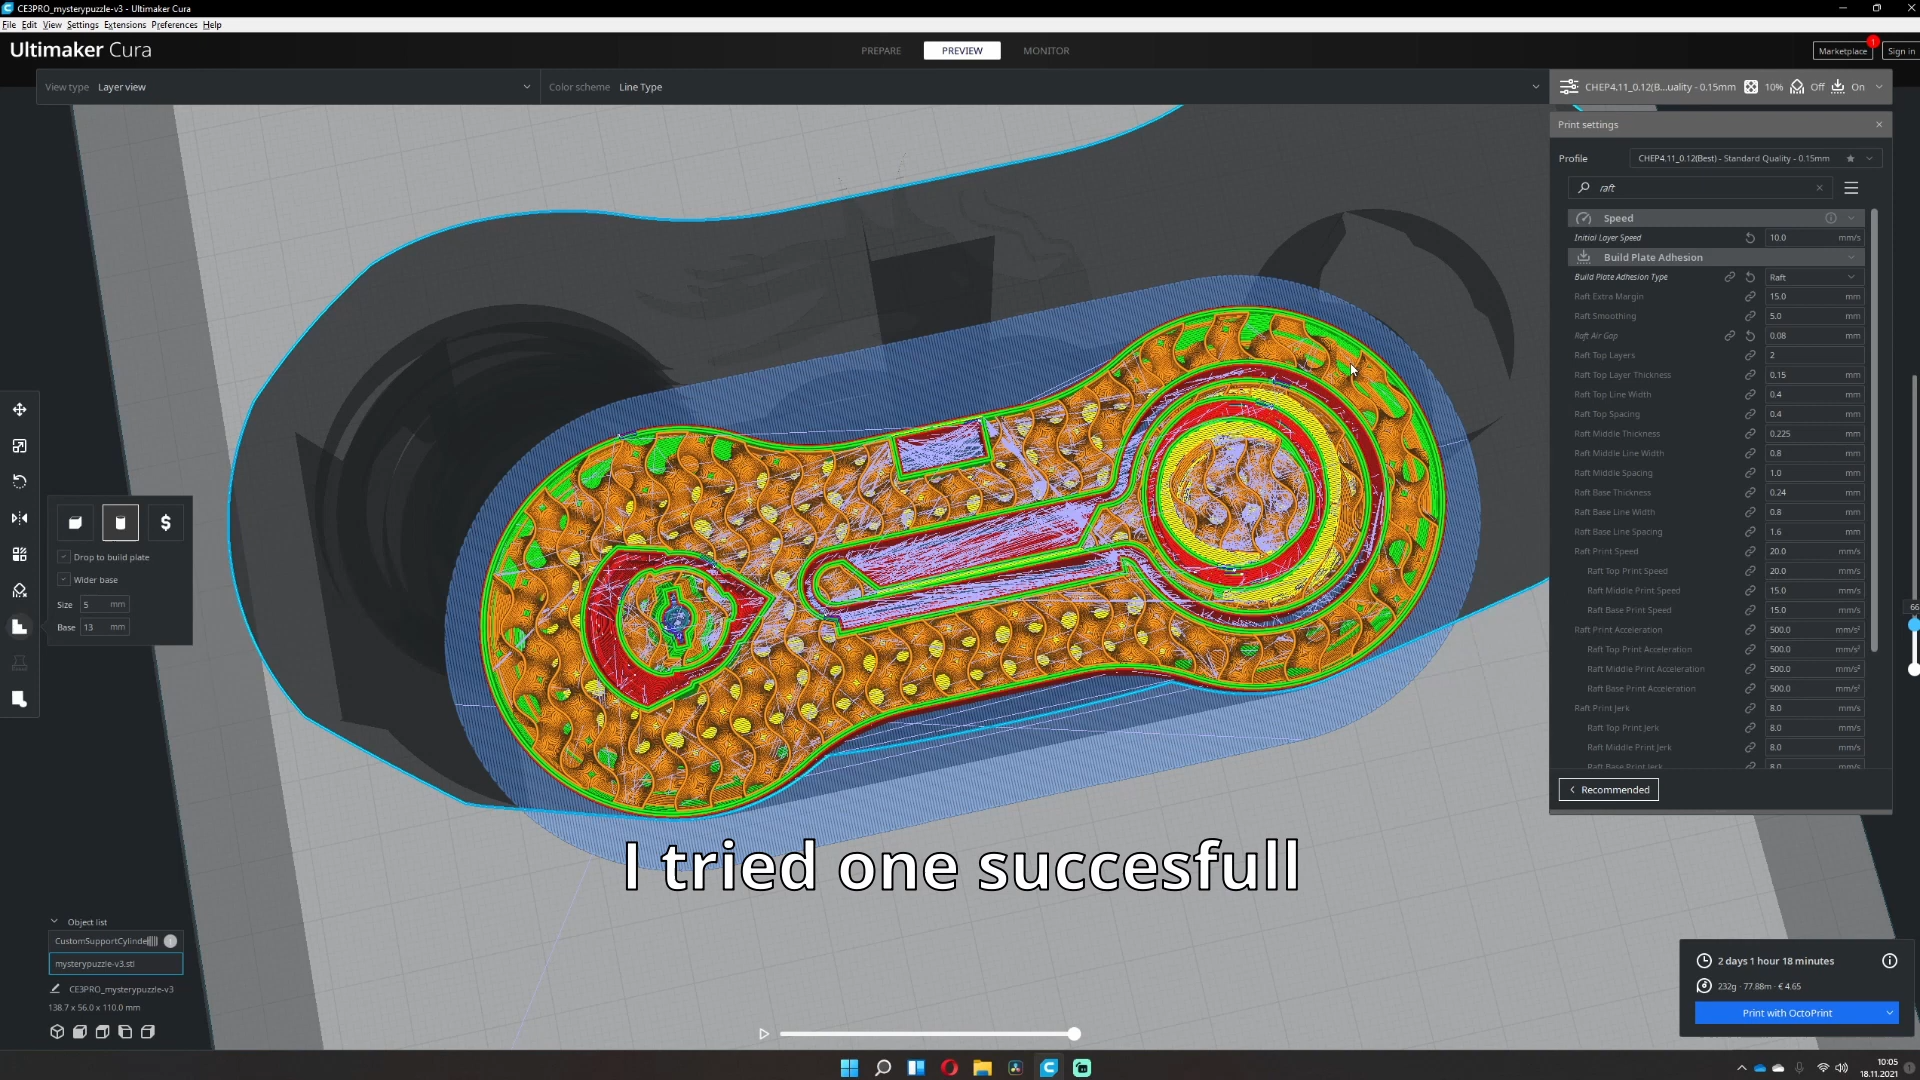 CE3PRO_mysterypuzzle-v3 - Ultimaker Cura
File Edit View Settings Extensions Preferences Help
Ultimaker Cura
PREPARE
PREVIEW
MONITOR
Marketplace
1
Sign in
View type Layer view
Color scheme Line Type
CHEP4.11_0.12(B...uality - 0.15mm 10% Off On
Print settings
Profile CHEP4.11_0.12(Best) - Standard Quality - 0.15mm
raft
Speed
Initial Layer Speed 10.0 mm/s
Build Plate Adhesion
Build Plate Adhesion Type Raft
Raft Extra Margin 15.0 mm
Raft Smoothing 5.0 mm
Raft Air Gap 0.08 mm
Raft Top Layers 2
Raft Top Layer Thickness 0.15 mm
Raft Top Line Width 0.4 mm
Raft Top Spacing 0.4 mm
Raft Middle Thickness 0.225 mm
Raft Middle Line Width 0.8 mm
Raft Middle Spacing 1.0 mm
Raft Base Thickness 0.24 mm
Raft Base Line Width 0.8 mm
Raft Base Line Spacing 1.6 mm
Raft Print Speed 20.0 mm/s
Raft Top Print Speed 20.0 mm/s
Raft Middle Print Speed 15.0 mm/s
Raft Base Print Speed 15.0 mm/s
Raft Print Acceleration 500.0 mm/s²
Raft Top Print Acceleration 500.0 mm/s²
Raft Middle Print Acceleration 500.0 mm/s²
Raft Base Print Acceleration 500.0 mm/s²
Raft Print Jerk 8.0 mm/s
Raft Top Print Jerk 8.0 mm/s
Raft Middle Print Jerk 8.0 mm/s
Raft Base Print Jerk 8.0 mm/s
Recommended
66
Drop to build plate
Wider base
Size 5 mm
Base 13 mm
I tried one succesfull
Object list
CustomSupportCylinde
1
mysterypuzzle-v3.stl
CE3PRO_mysterypuzzle-v3
138.7 x 56.0 x 110.0 mm
2 days 1 hour 18 minutes
232g · 77.88m · € 4.65
Print with OctoPrint
10:05
18.11.2021